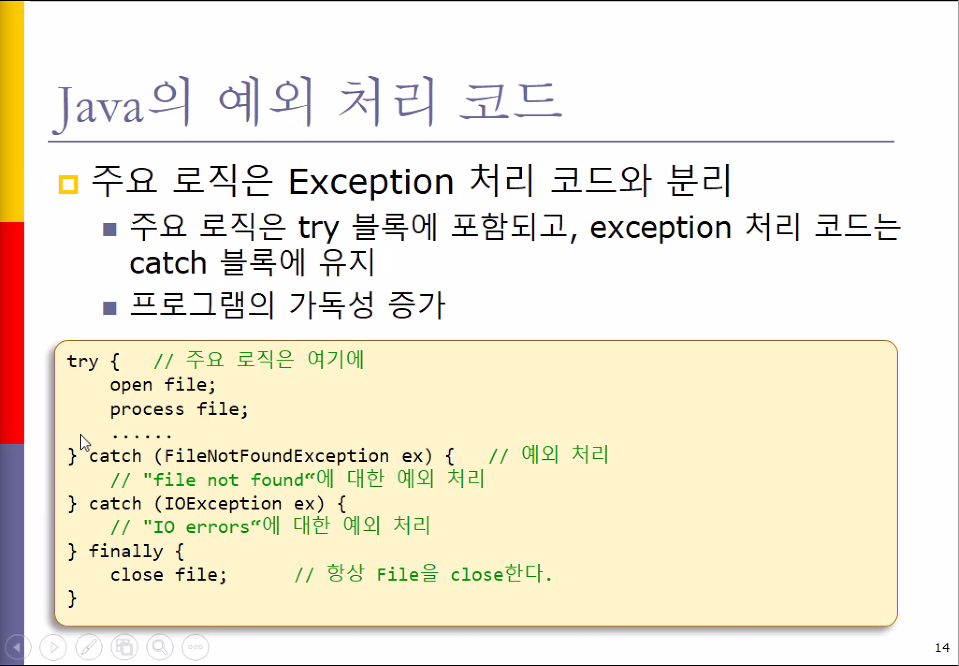 Java의 예외 처리 코드
주요 로직은 Exception 처리 코드와 분리
주요 로직은 try 블록에 포함되고, exception 처리 코드는
catch 블록에 유지
프로그램의 가독성 증가
try {   // 주요 로직은 여기에
    open file;
    process file;
    ......
} catch (FileNotFoundException ex) {   // 예외 처리
    // "file not found“에 대한 예외 처리
} catch (IOException ex) {
    // "IO errors“에 대한 예외 처리
} finally {
    close file;      // 항상 File을 close한다.
}
14